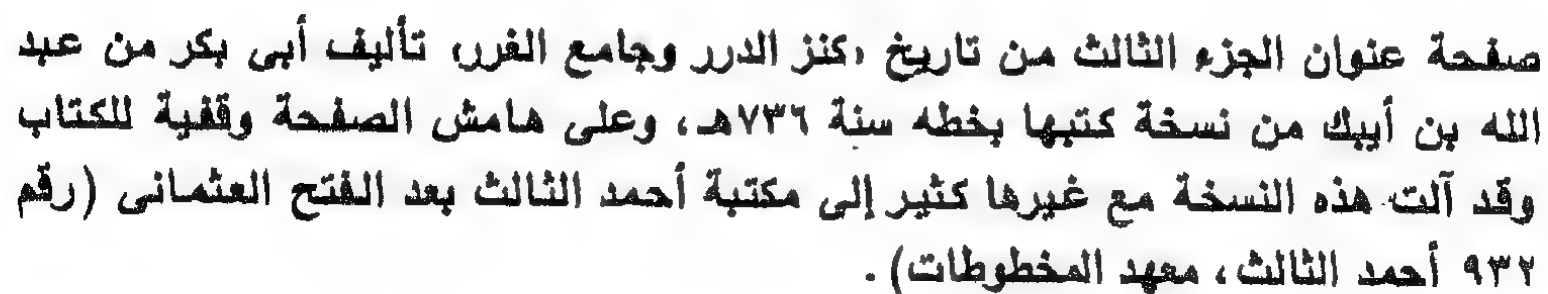 صفحة عنوان الجزء الثالث من تاريخ «كنز الدرر وجامع الغرر» تأليف أبى بكر من عبد
الله بن أيبك من نسخة كتبها بخطه سنة ٧٣٦هـ، وعلى هامش الصفحة وقفية للكتاب
وقد آلت هذه النسخة مع غيرها كثير إلى مكتبة أحمد الثالث بعد الفتح العثمانى (رقم
٩٣٢ أحمد الثالث، معهد المخطوطات).